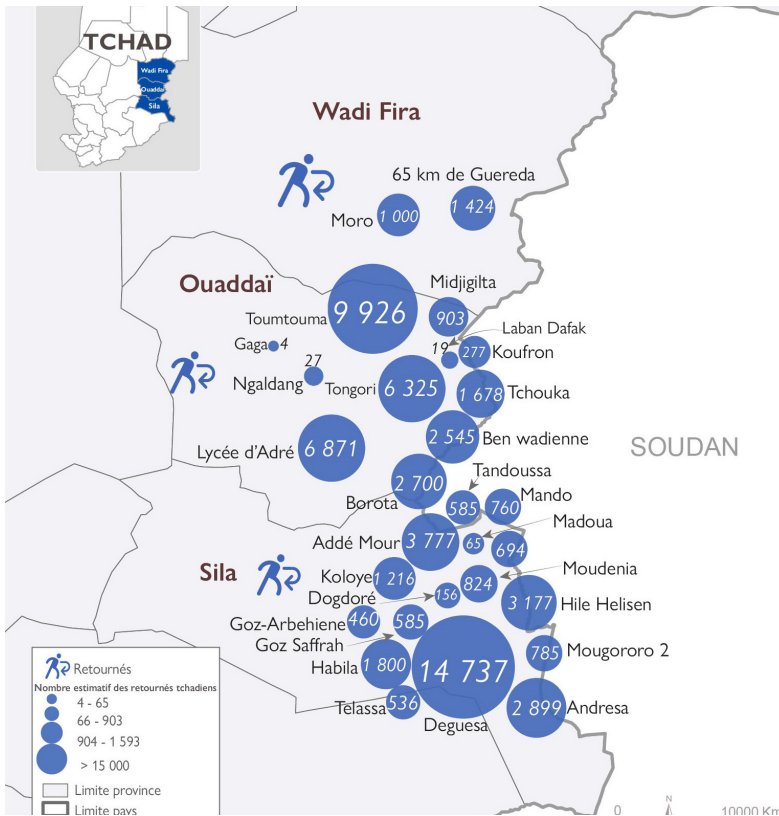 TCHAD
Wadi Fira
Ouaddaï
Sila
Wadi Fira
65 km de Guereda
1 424
Moro
1 000
Ouaddaï
Midjigilta
Toumtouma
9 926
903
Laban Dafak
Gaga
4
19
277
Koufron
27
Ngaldang
Tongori
6 325
1 678
Tchouka
Lycée d'Adré
6 871
2 545
Ben wadienne
SOUDAN
Tandoussa
2 700
Borota
585
760
Mando
Madoua
Addé Mour
3 777
65
694
Sila
Koloye
1 216
824
Moudenia
Dogdoré
156
3 177
Hile Helisen
Goz-Arbehiene
460
585
Goz Saffrah
Habila
1 800
14 737
785
Mougororo 2
Telassa
536
Deguesa
2 899
Andresa
Retournés
Nombre estimatif des retournés tchadiens
4 - 65
66 - 903
904 - 1 593
> 15 000
Limite province
Limite pays
N
0
10000 Km